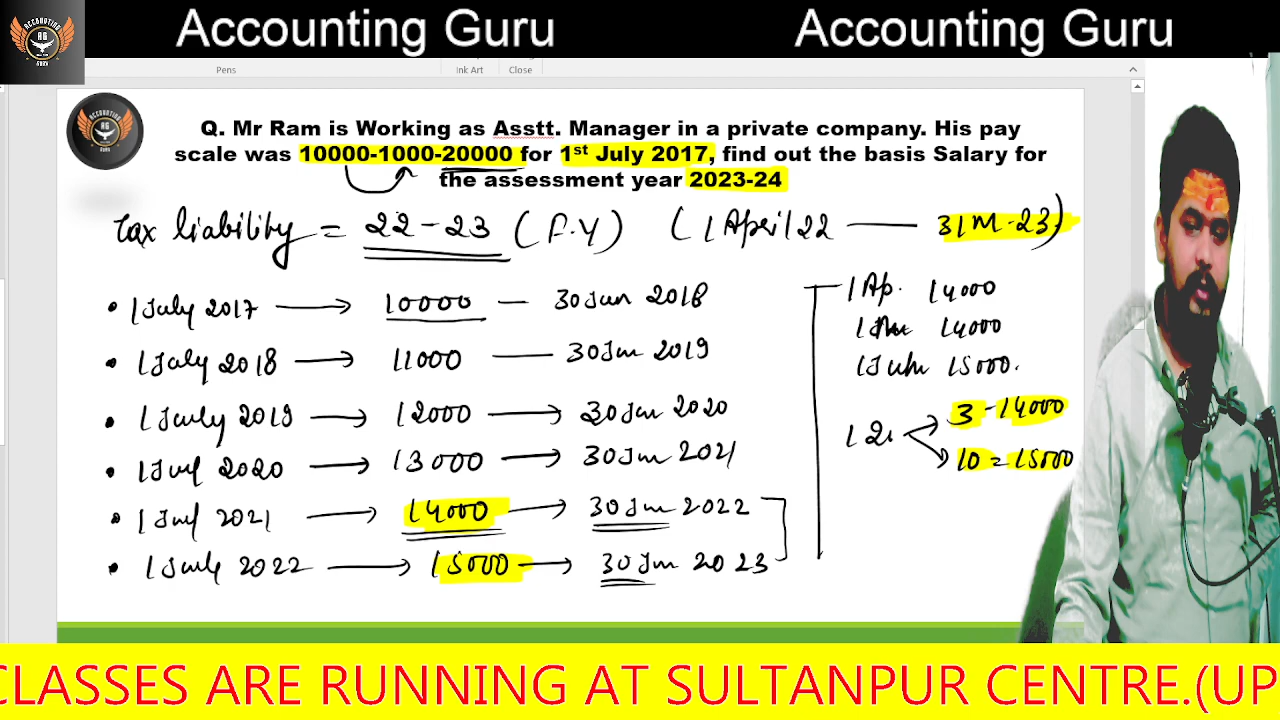 Accounting Guru
Accounting Guru
Pens
Ink Art
Close
Q. Mr Ram is Working as Asstt. Manager in a private company. His pay
scale was 10000-1000-20000 for 1st July 2017, find out the basis Salary for
the assessment year 2023-24
Tax liability = 22-23 (F.Y) (1 April 22 — 31 M-23)
• 1 July 2017 → 10000 — 30 Jun 2018
• 1 July 2018 → 11000 — 30 Jun 2019
• 1 July 2019 → 12000 → 30 Jun 2020
• 1 July 2020 → 13000 → 30 Jun 2021
• 1 July 2021 → 14000 → 30 Jun 2022
• 1 July 2022 → 15000 → 30 Jun 2023
1 Ap. 14000
14000
15000.
3 - 14000
10 = 15000
CLASSES ARE RUNNING AT SULTANPUR CENTRE.(UP